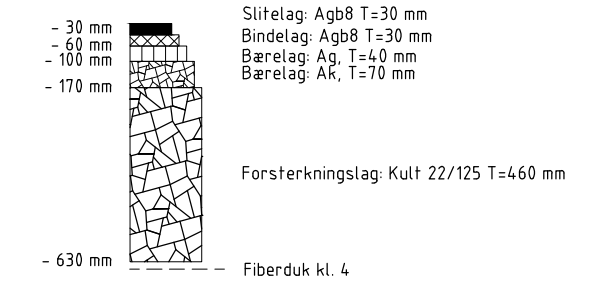 Slitelag: Agb8 T=30 mm
- 30 mm
Bindelag: Agb8 T=30 mm
- 60 mm
Bærelag: Ag, T=40 mm
- 100 mm
Bærelag: Ak, T=70 mm
- 170 mm
Forsterkningslag: Kult 22/125 T=460 mm
- 630 mm
Fiberduk kl. 4